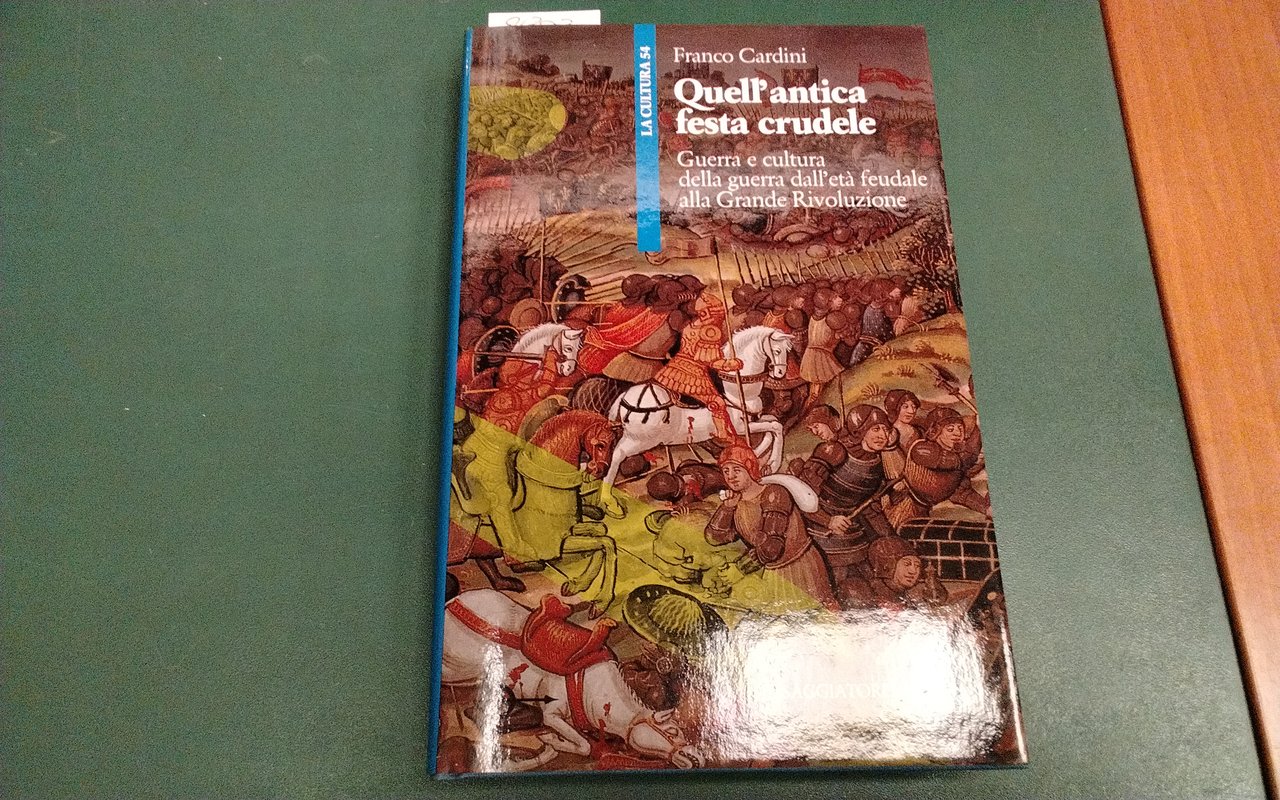 LA CULTURA 54
Franco Cardini
Quell'antica
festa crudele
Guerra e cultura
della guerra dall'età feudale
alla Grande Rivoluzione
SAGGIATORE